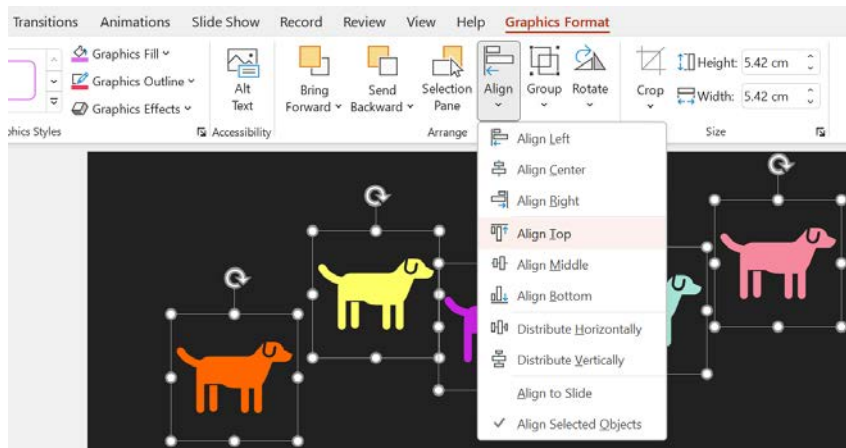 Transitions Animations Slide Show Record Review View Help Graphics Format
Graphics Fill
Graphics Outline
Graphics Effects
Alt Text
Bring Forward
Send Backward
Selection Pane
Align
Group
Rotate
Crop
Height: 5.42 cm
Width: 5.42 cm
phics Styles
Accessibility
Arrange
Size
Align Left
Align Center
Align Right
Align Top
Align Middle
Align Bottom
Distribute Horizontally
Distribute Vertically
Align to Slide
Align Selected Objects